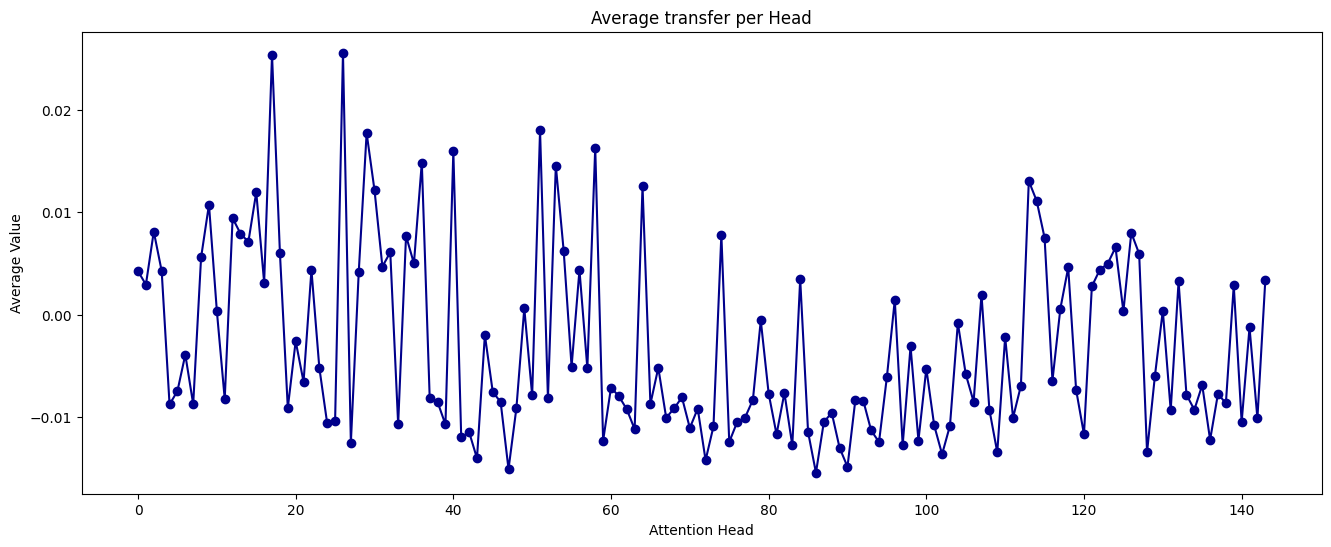 Average transfer per Head
Average Value
0.02
0.01
0.00
−0.01
0 20 40 60 80 100 120 140
Attention Head